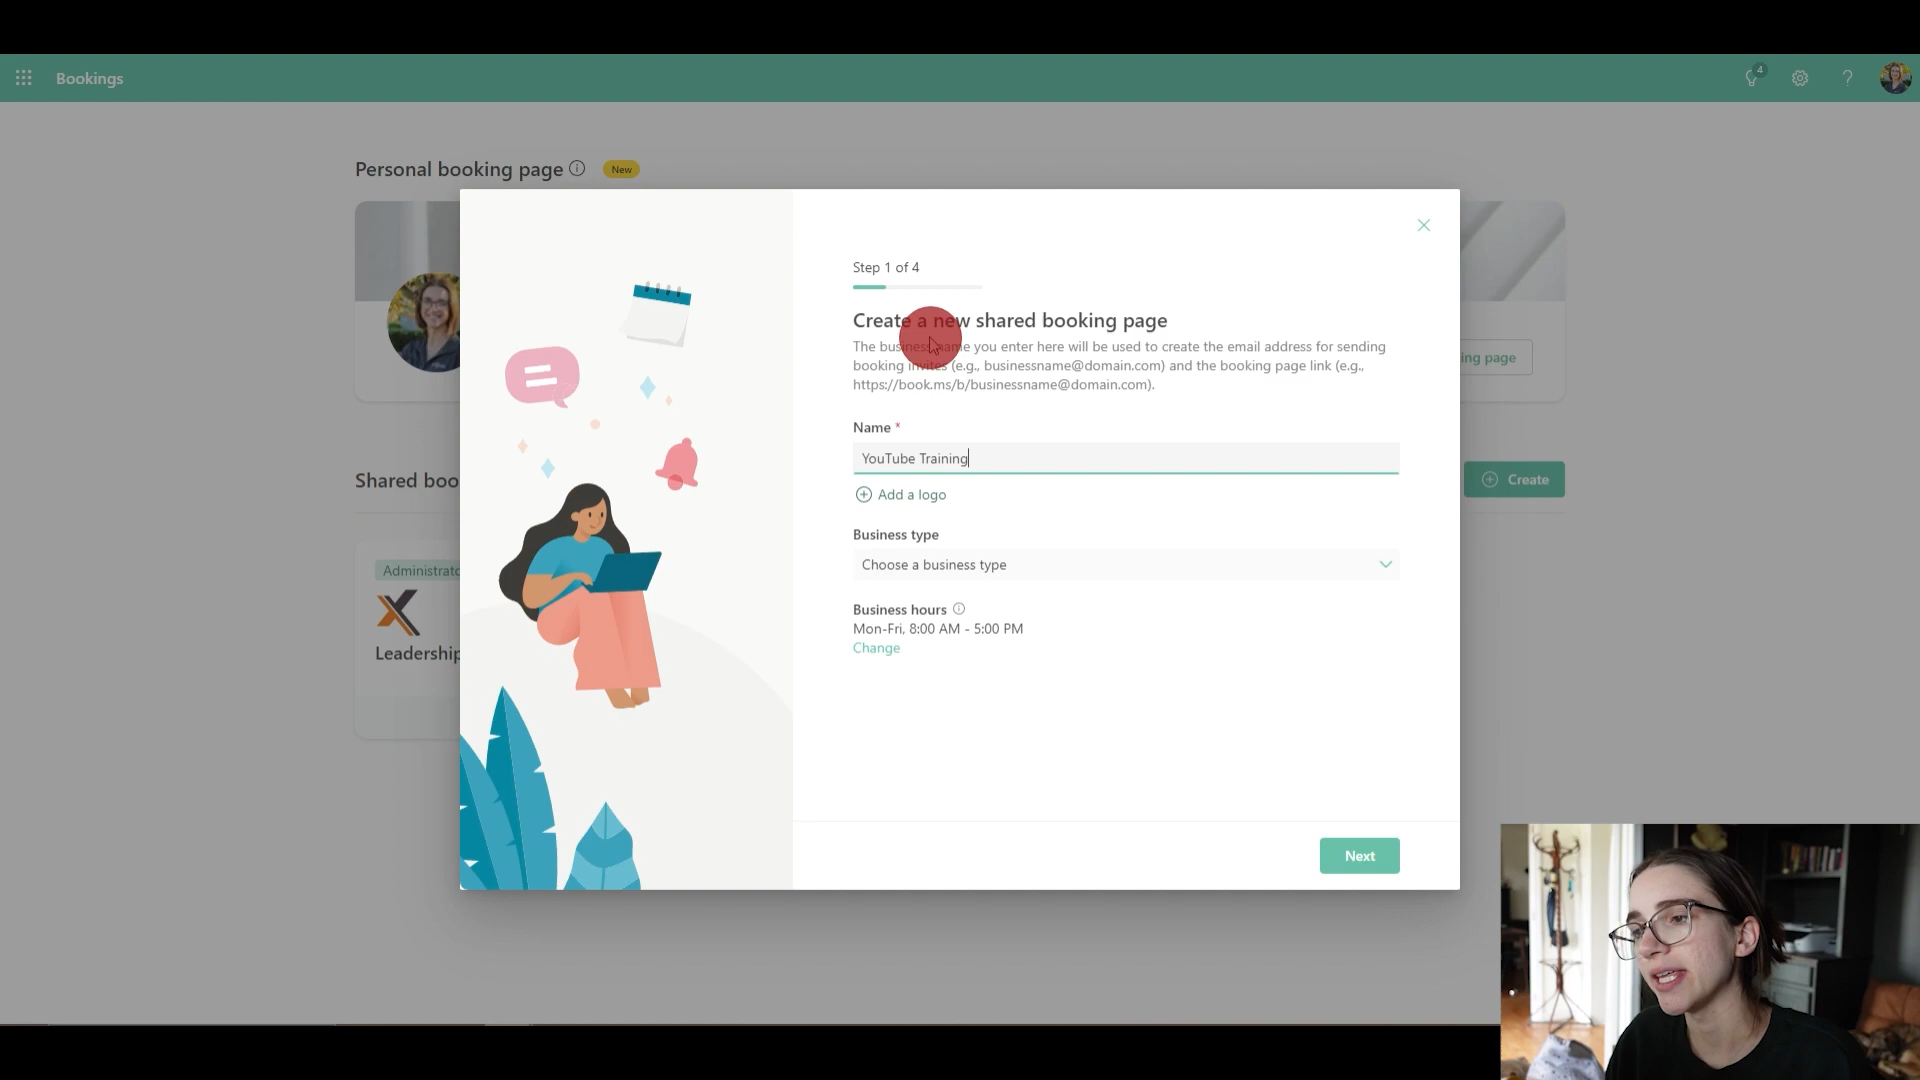 Bookings
4
?
Personal booking page
New
Step 1 of 4
Create a new shared booking page
The business name you enter here will be used to create the email address for sending
booking invites (e.g., businessname@domain.com) and the booking page link (e.g.,
https://book.ms/b/businessname@domain.com).
ing page
Name *
YouTube Training
Shared boo
Create
Add a logo
Business type
Choose a business type
Administrato
Business hours
Mon-Fri, 8:00 AM - 5:00 PM
Change
Leadership
Next